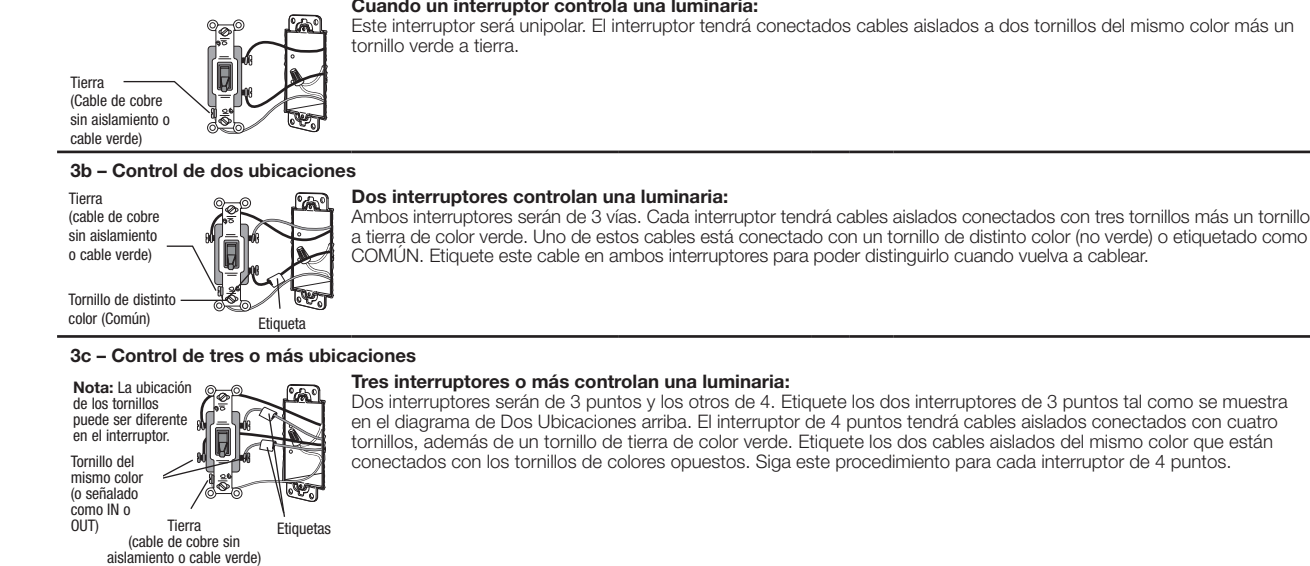 Cuando un interruptor controla una luminaria:
Este interruptor será unipolar. El interruptor tendrá conectados cables aislados a dos tornillos del mismo color más un
tornillo verde a tierra.
Tierra
(Cable de cobre
sin aislamiento o
cable verde)
3b – Control de dos ubicaciones
Tierra
(cable de cobre
sin aislamiento
o cable verde)
Tornillo de distinto
color (Común)
Etiqueta
Dos interruptores controlan una luminaria:
Ambos interruptores serán de 3 vías. Cada interruptor tendrá cables aislados conectados con tres tornillos más un tornillo
a tierra de color verde. Uno de estos cables está conectado con un tornillo de distinto color (no verde) o etiquetado como
COMÚN. Etiquete este cable en ambos interruptores para poder distinguirlo cuando vuelva a cablear.
3c – Control de tres o más ubicaciones
Nota: La ubicación
de los tornillos
puede ser diferente
en el interruptor.
Tornillo del
mismo color
(o señalado
como IN o
OUT)
Tierra
(cable de cobre sin
aislamiento o cable verde)
Etiquetas
Tres interruptores o más controlan una luminaria:
Dos interruptores serán de 3 puntos y los otros de 4. Etiquete los dos interruptores de 3 puntos tal como se muestra
en el diagrama de Dos Ubicaciones arriba. El interruptor de 4 puntos tendrá cables aislados conectados con cuatro
tornillos, además de un tornillo de tierra de color verde. Etiquete los dos cables aislados del mismo color que están
conectados con los tornillos de colores opuestos. Siga este procedimiento para cada interruptor de 4 puntos.